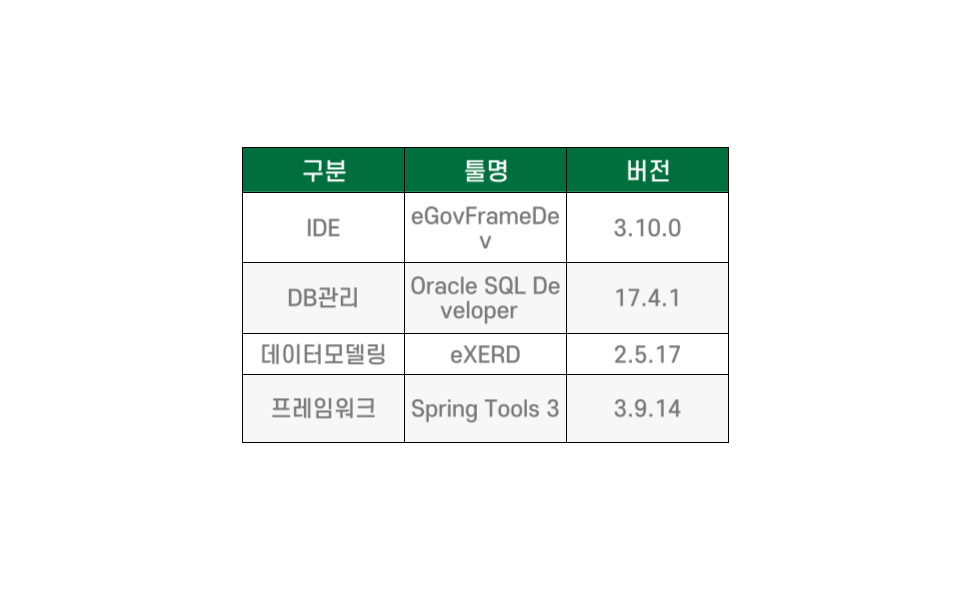 구분 툴명 버전
IDE eGovFrameDe
v 3.10.0
DB관리 Oracle SQL De
veloper 17.4.1
데이터모델링 eXERD 2.5.17
프레임워크 Spring Tools 3 3.9.14